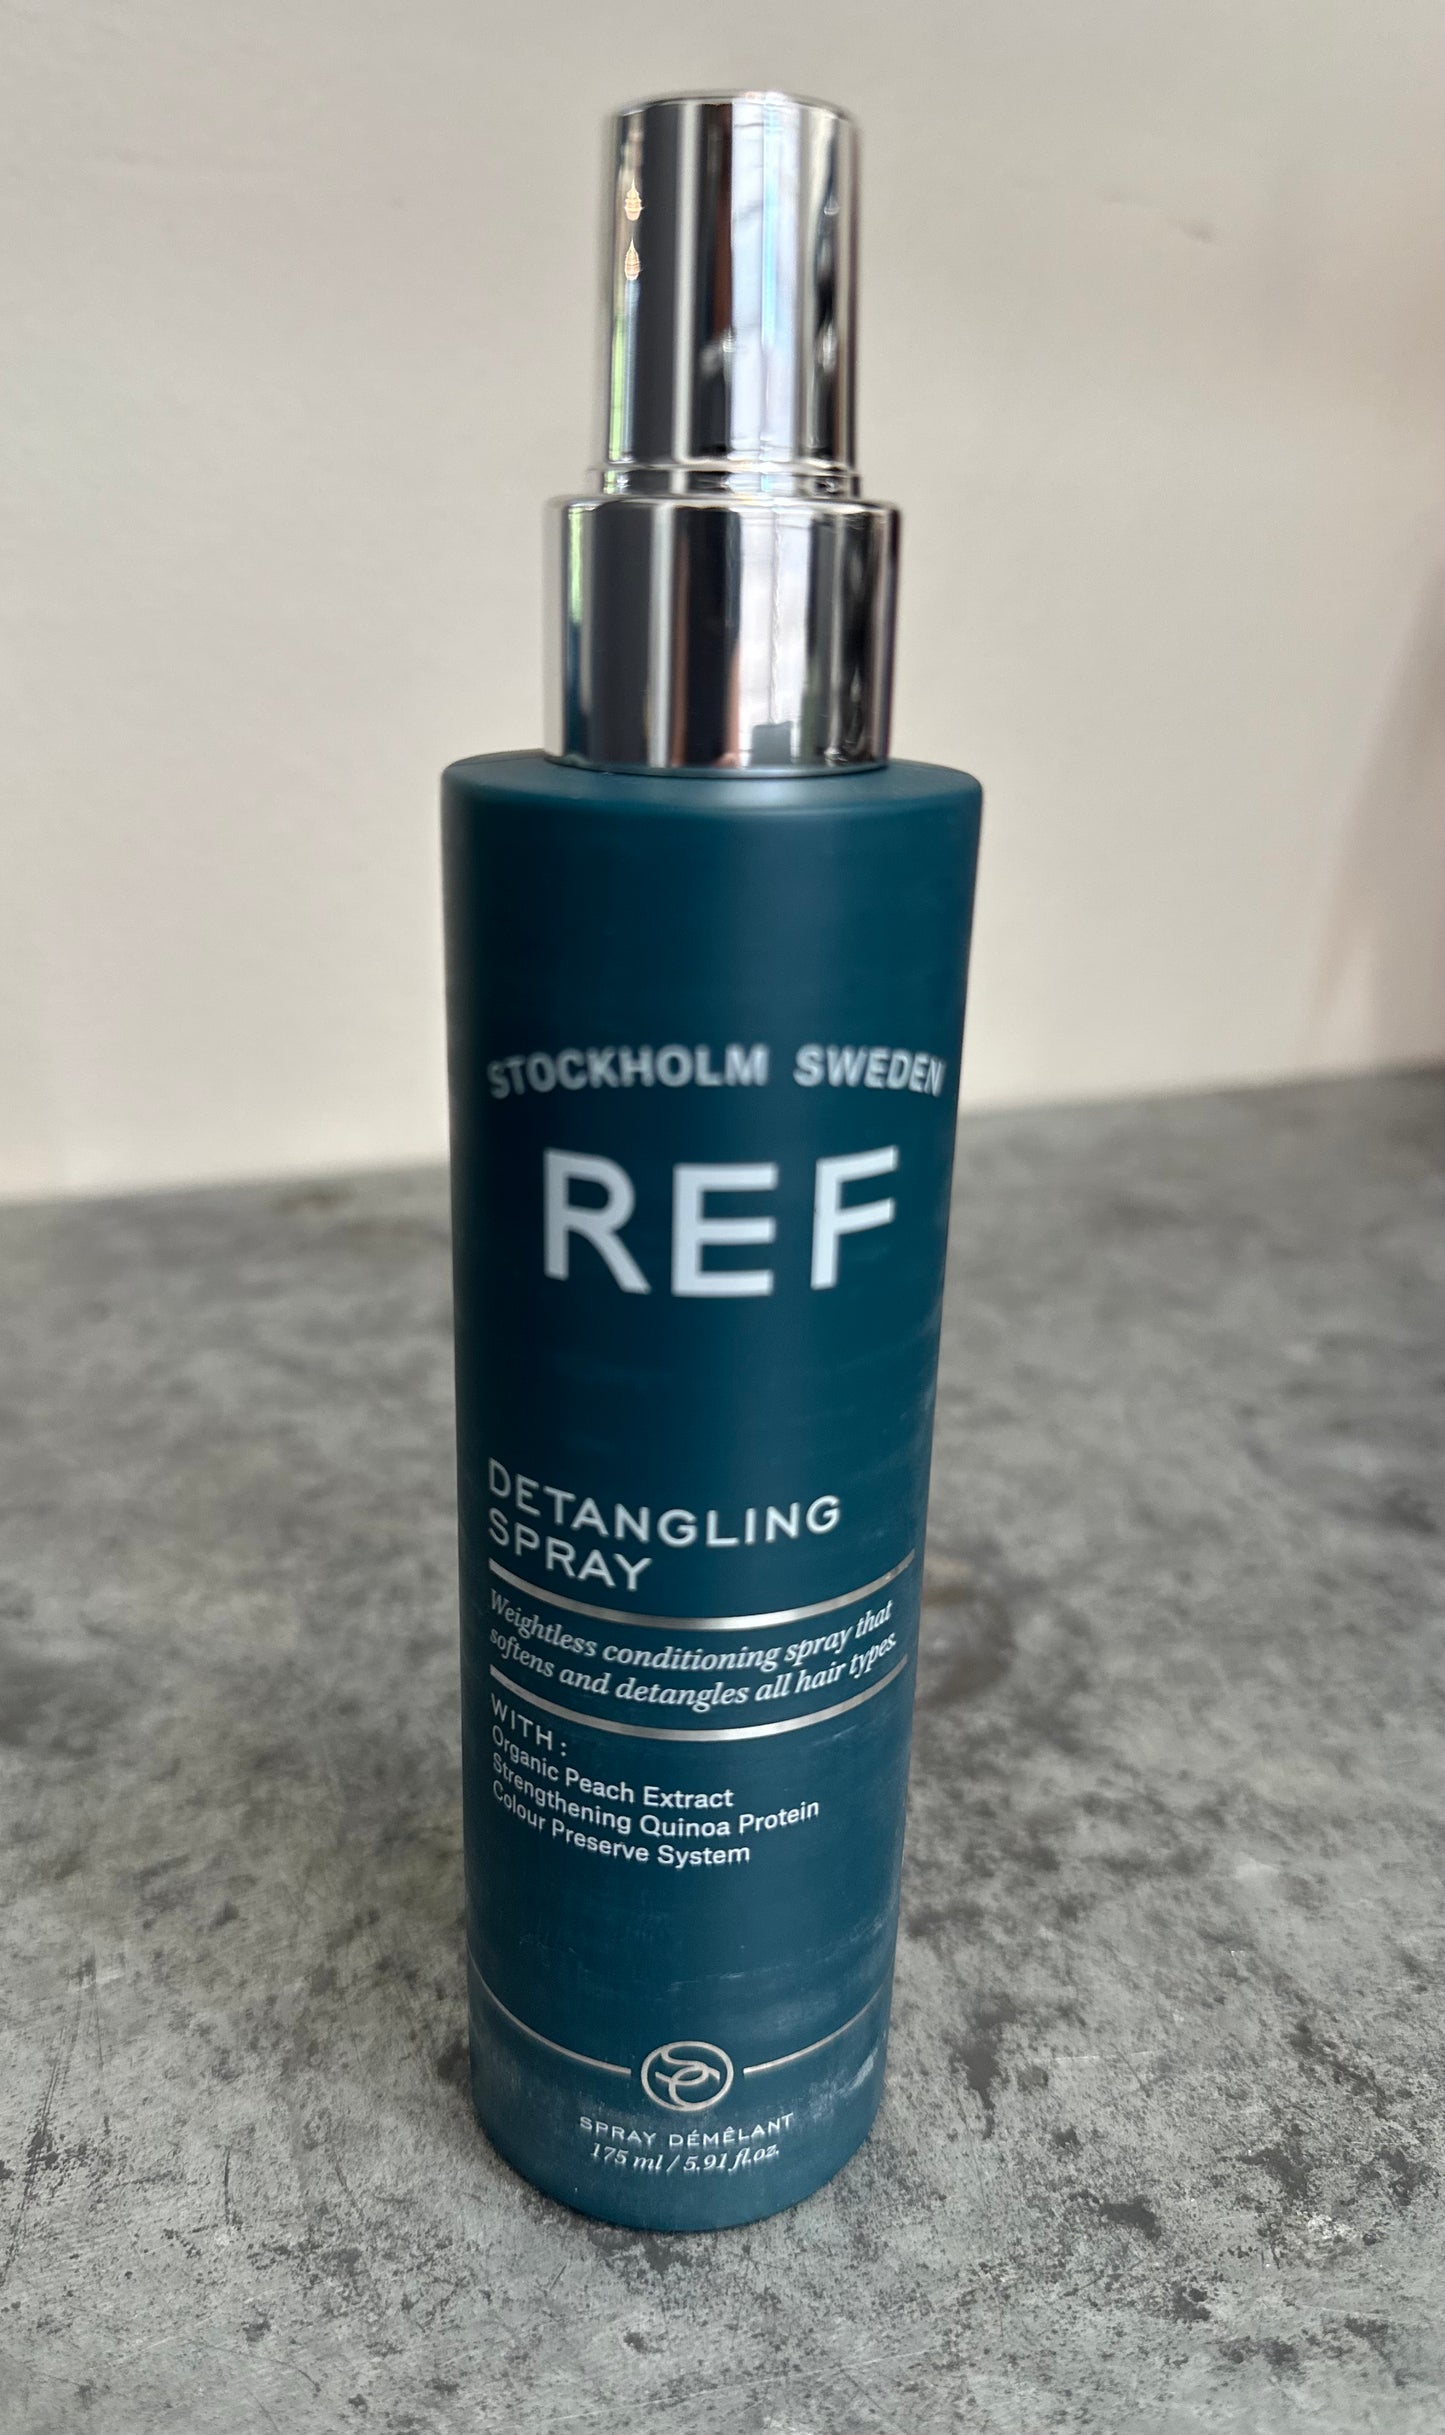 STOCKHOLM SWEDEN
REF
DETANGLING
SPRAY
Weightless conditioning spray that
softens and detangles all hair types.
WITH :
Organic Peach Extract
Strengthening Quinoa Protein
Colour Preserve System
SPRAY DÉMÊLANT
175 ml / 5.91 fl.oz.